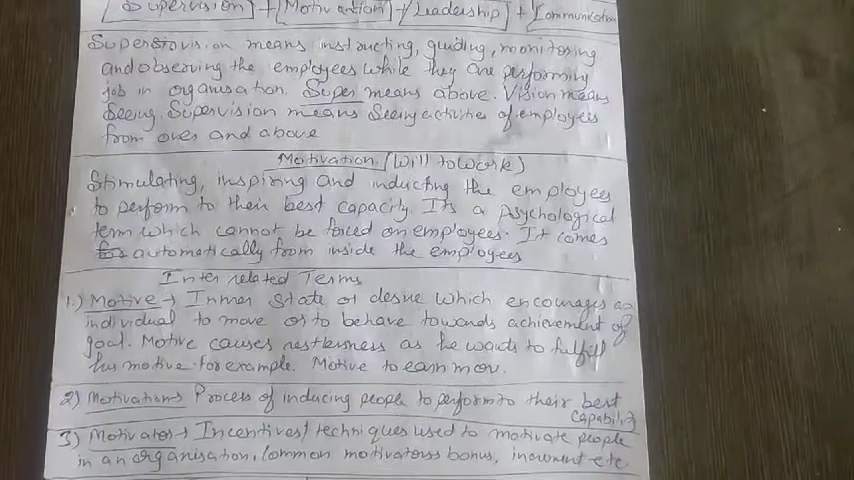 [Supervision] + [Motivation] + [Leadership] + [Communication
Supersovision means instructing, guiding, monitoring
and observing the employees while they are performing
job in organisation. Super means above. Vision means
Seeing. Supervision means Seeing activities of employees
from over and above
Motivation (Will to work)
Stimulating, inspiring and inducting the employees
to perform to their best capacity. Its a psychological
term which cannot be forced on employees. It comes
automatically from inside the employees
Inter related Terms
1.) Motive → Inner State of desire which encourages an
individual to move or to behave towards achievement of
goal. Motive causes restlessness as he wants to fulfill
his motive. for example. Motive to earn
2) Motivation → Process of inducing people to perform to their best
capability
3) Motivators → Incentives/techniques used to motivate people
in an organisation. Common motivators bonus, increment etc.